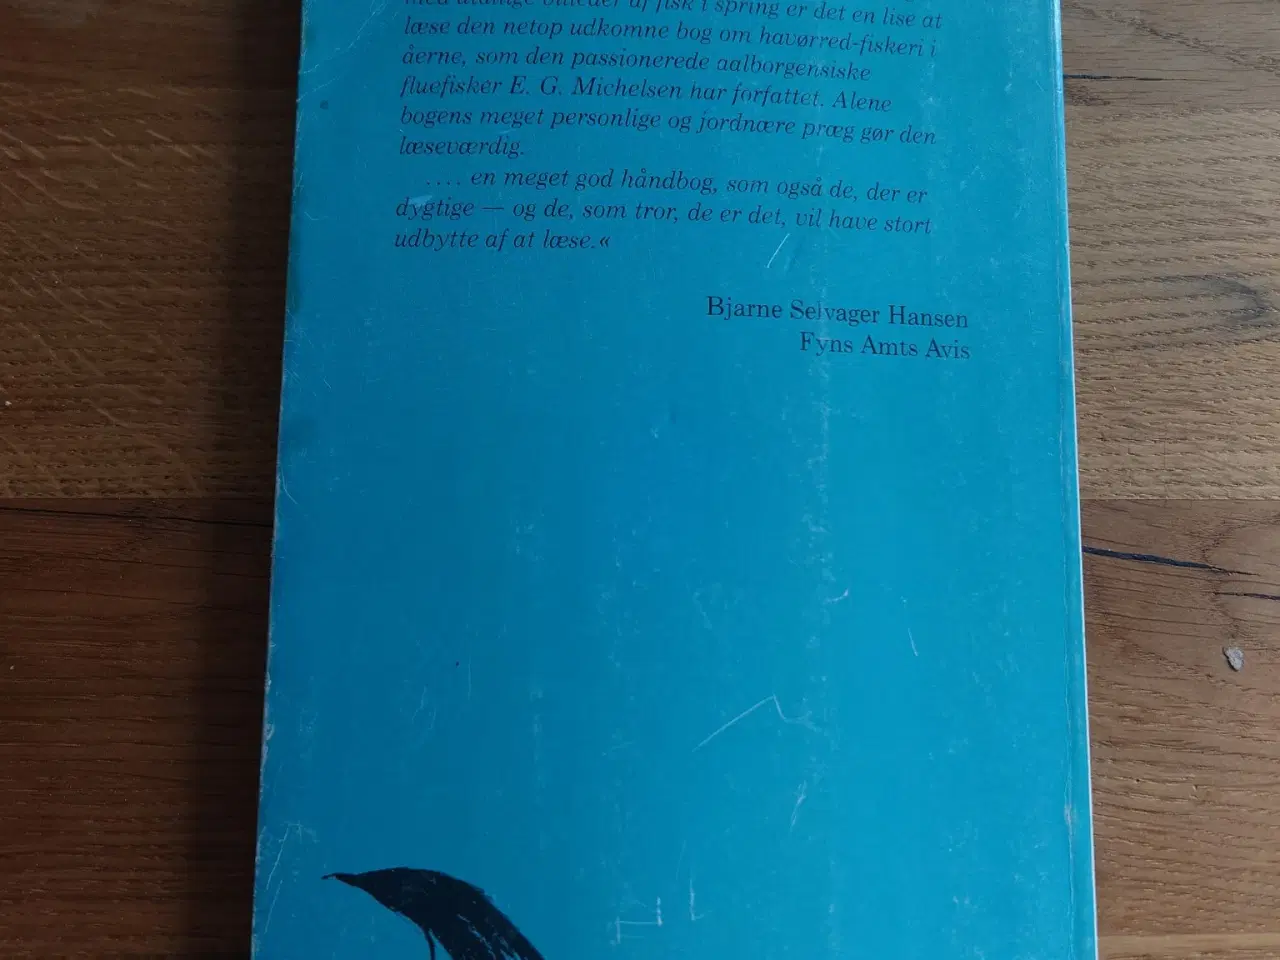 med utallige billeder af fisk i spring er det en lise at
læse den netop udkomne bog om havørred-fiskeri i
åerne, som den passionerede aalborgensiske
fluefisker E. G. Michelsen har forfattet. Alene
bogens meget personlige og jordnære præg gør den
læseværdig.
.... en meget god håndbog, som også de, der er
dygtige — og de, som tror, de er det, vil have stort
udbytte af at læse.«
Bjarne Selvager Hansen
Fyns Amts Avis